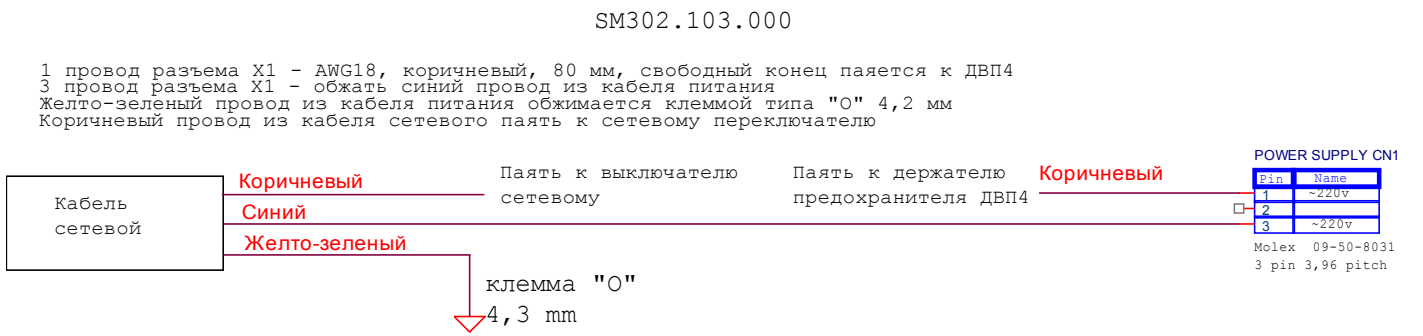 SM302.103.000
1 провод разъема X1 - AWG18, коричневый, 80 мм, свободный конец паяется к ДВП4
3 провод разъема X1 - обжать синий провод из кабеля питания
Желто-зеленый провод из кабеля питания обжимается клеммой типа "О" 4,2 мм
Коричневый провод из кабеля сетевого паять к сетевому переключателю
POWER SUPPLY CN1
Кабель
сетевой
Коричневый
Синий
Желто-зеленый
Паять к выключателю
сетевому
Паять к держателю
предохранителя ДВП4
Коричневый
Pin Name
1 ~220v
2
3 ~220v
Molex 09-50-8031
3 pin 3,96 pitch
клемма "О"
4,3 mm